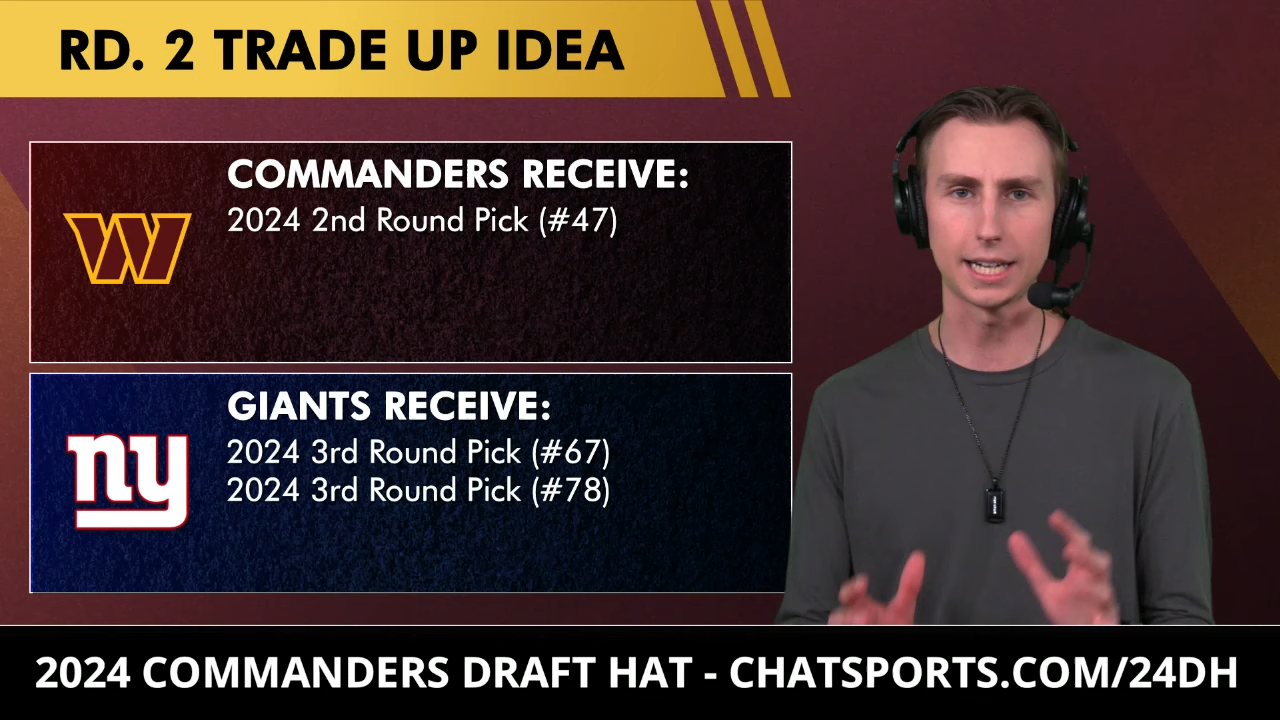 RD. 2 TRADE UP IDEA
COMMANDERS RECEIVE:
2024 2nd Round Pick (#47)
W
GIANTS RECEIVE:
2024 3rd Round Pick (#67)
2024 3rd Round Pick (#78)
ny
2024 COMMANDERS DRAFT HAT - CHATSPORTS.COM/24DH